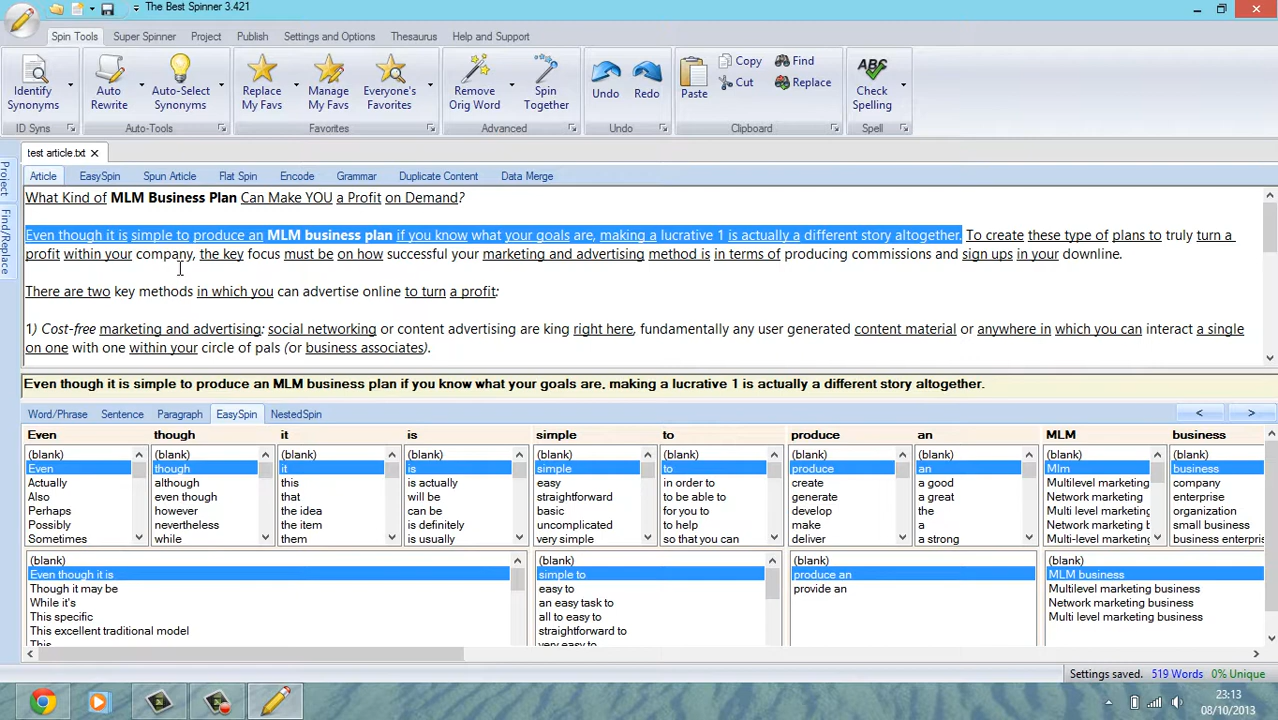 The Best Spinner 3.421
Spin Tools Super Spinner Project Publish Settings and Options Thesaurus Help and Support
Identify Synonyms Auto Rewrite Auto-Select Synonyms Replace My Favs Manage My Favs Everyone's Favorites Remove Orig Word Spin Together Undo Redo Paste Copy Cut Find Replace ABC Check Spelling
ID Syns Auto-Tools Favorites Advanced Undo Clipboard Spell
test article.txt
Project
Find/Replace
Article EasySpin Spun Article Flat Spin Encode Grammar Duplicate Content Data Merge
What Kind of MLM Business Plan Can Make YOU a Profit on Demand?
Even though it is simple to produce an MLM business plan if you know what your goals are, making a lucrative 1 is actually a different story altogether. To create these type of plans to truly turn a
profit within your company, the key focus must be on how successful your marketing and advertising method is in terms of producing commissions and sign ups in your downline.
There are two key methods in which you can advertise online to turn a profit:
1) Cost-free marketing and advertising: social networking or content advertising are king right here, fundamentally any user generated content material or anywhere in which you can interact a single
on one with one within your circle of pals (or business associates).
Even though it is simple to produce an MLM business plan if you know what your goals are, making a lucrative 1 is actually a different story altogether.
Word/Phrase Sentence Paragraph EasySpin NestedSpin < >
Even though it is simple to produce an MLM business
(blank) (blank) (blank) (blank) (blank) (blank) (blank) (blank) (blank) (blank)
Even though it is simple to produce an Mlm business
Actually although this is actually easy in order to create a good Multilevel marketing company
Also even though that will be straightforward to be able to generate a great Network marketing enterprise
Perhaps however the idea can be basic for you to develop the Multi level marketing organization
Possibly nevertheless the item is definitely uncomplicated to help make a Network marketing b small business
Sometimes while them is usually very simple so that you can deliver a strong Multi-level marketing business enterpris
(blank) (blank) (blank) (blank)
Even though it is simple to produce an MLM business
Though it may be easy to provide an Multilevel marketing business
While it's an easy task to Network marketing business
This specific all to easy to Multi level marketing business
This excellent traditional model straightforward to
This very easy to
Settings saved. 519 Words 0% Unique
23:13
08/10/2013